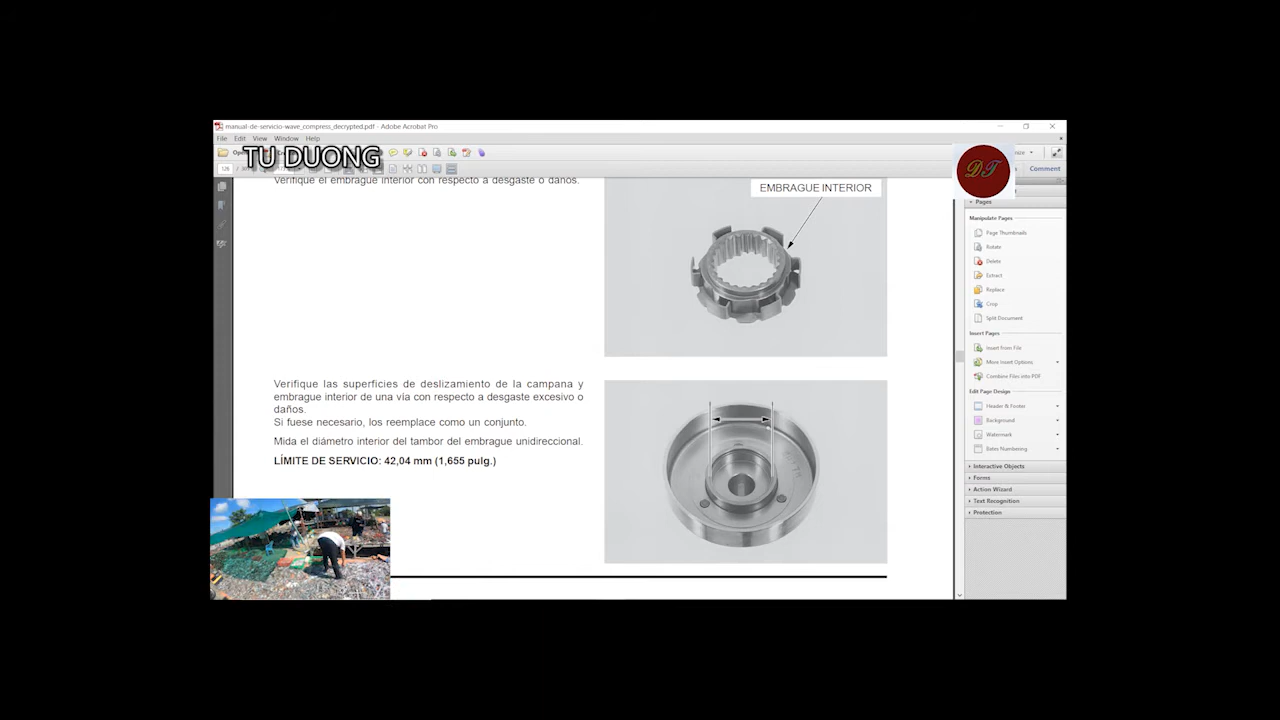 manual-de-servicio-wave_compress_decrypted.pdf - Adobe Acrobat Pro
File Edit View Window Help
TU DUONG
DT
126
Comment
Verifique el embrague interior con respecto a desgaste o daños.
EMBRAGUE INTERIOR
Verifique las superficies de deslizamiento de la campana y
embrague interior de una vía con respecto a desgaste excesivo o
daños.
Si fuese necesario, los reemplace como un conjunto.
Mida el diámetro interior del tambor del embrague unidireccional.
LÍMITE DE SERVICIO: 42,04 mm (1,655 pulg.)
Pages
Manipulate Pages
Page Thumbnails
Rotate
Delete
Extract
Replace
Crop
Split Document
Insert Pages
Insert from File
More Insert Options
Combine Files into PDF
Edit Page Design
Header & Footer
Background
Watermark
Bates Numbering
Interactive Objects
Forms
Action Wizard
Text Recognition
Protection